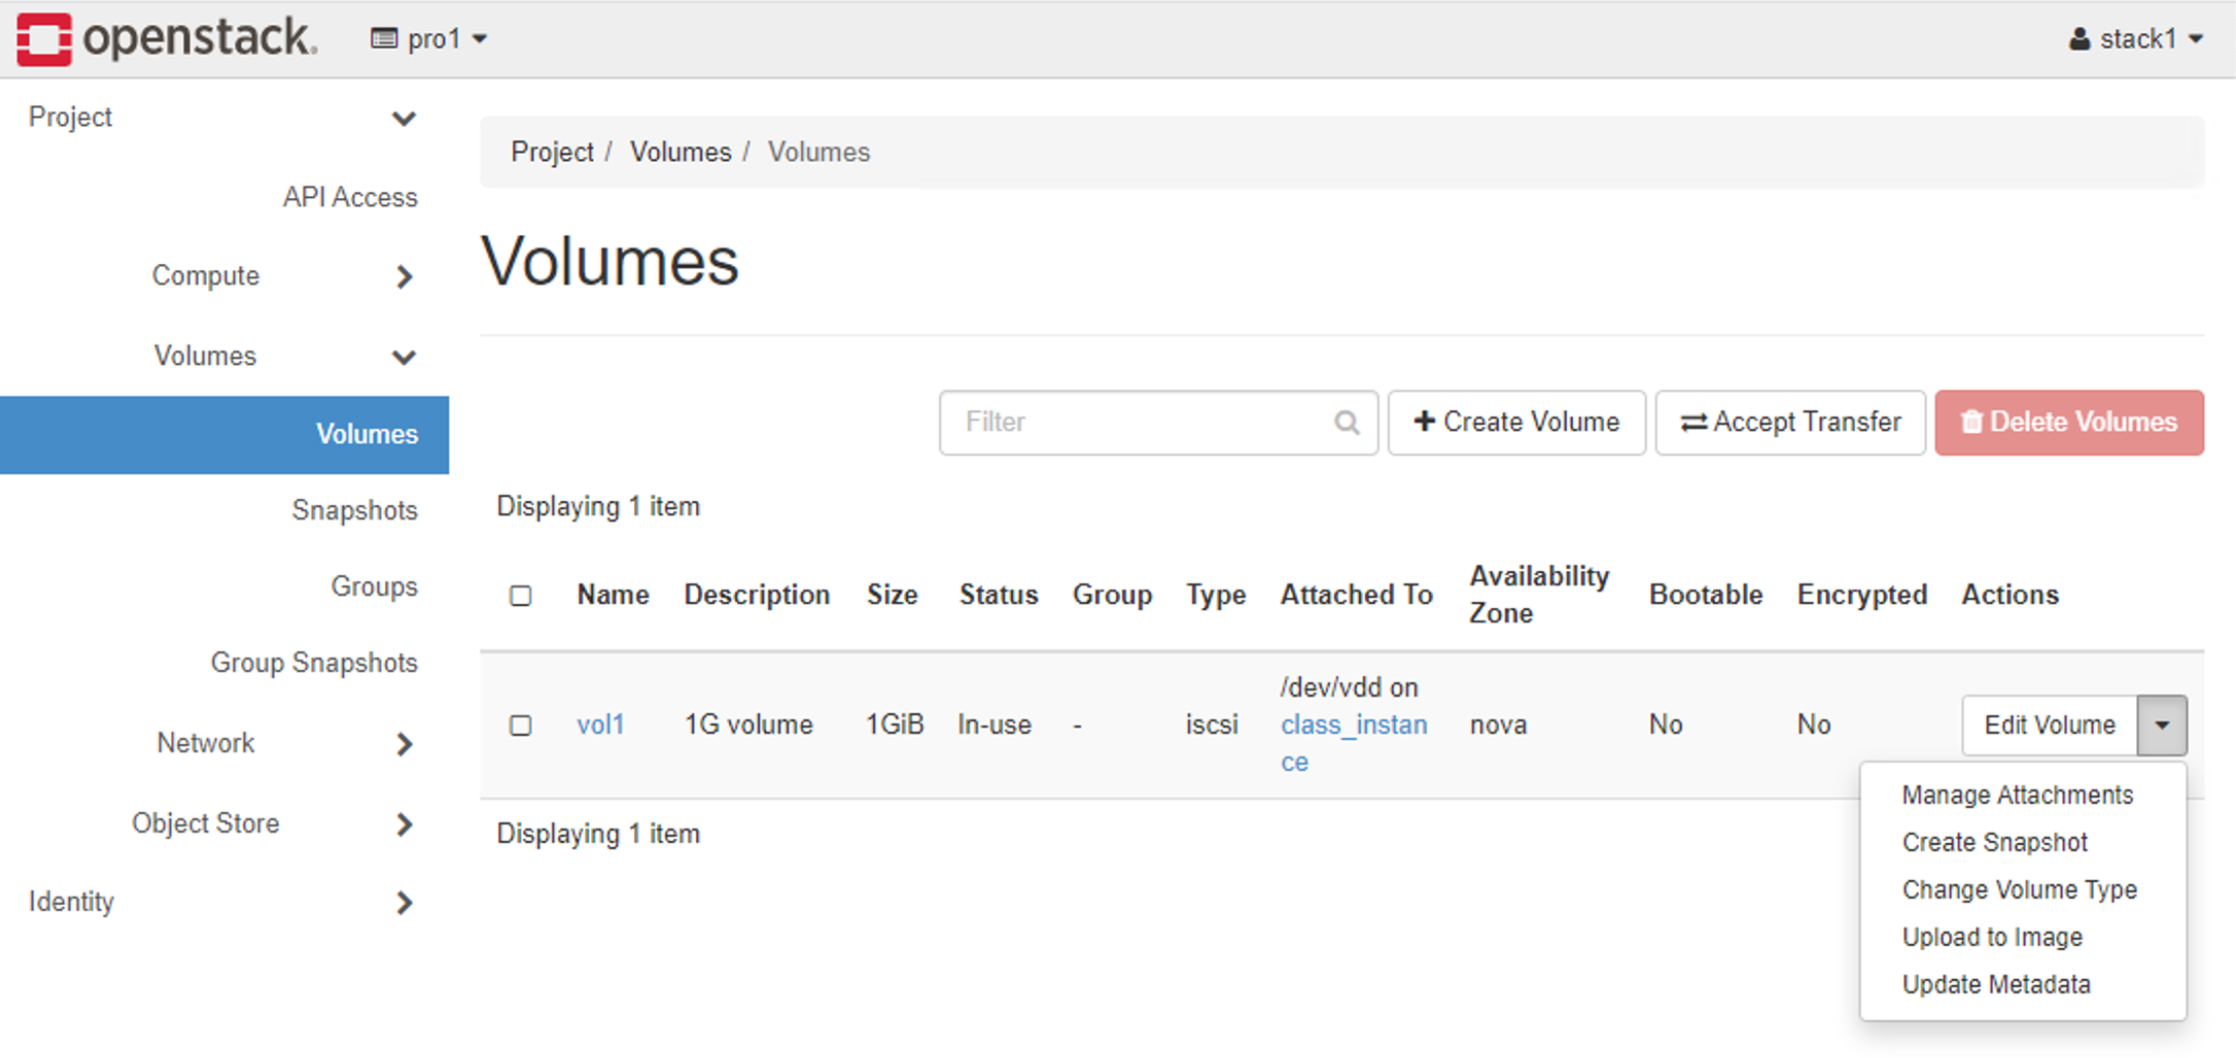 openstack.
pro1
stack1
Project
API Access
Compute
Volumes
Volumes
Snapshots
Groups
Group Snapshots
Network
Object Store
Identity
Project / Volumes / Volumes
Volumes
Filter
Create Volume
Accept Transfer
Delete Volumes
Displaying 1 item
Name Description Size Status Group Type Attached To Availability Zone Bootable Encrypted Actions
vol1 1G volume 1GiB In-use - iscsi /dev/vdd on class_instance nova No No Edit Volume
Displaying 1 item
Manage Attachments
Create Snapshot
Change Volume Type
Upload to Image
Update Metadata